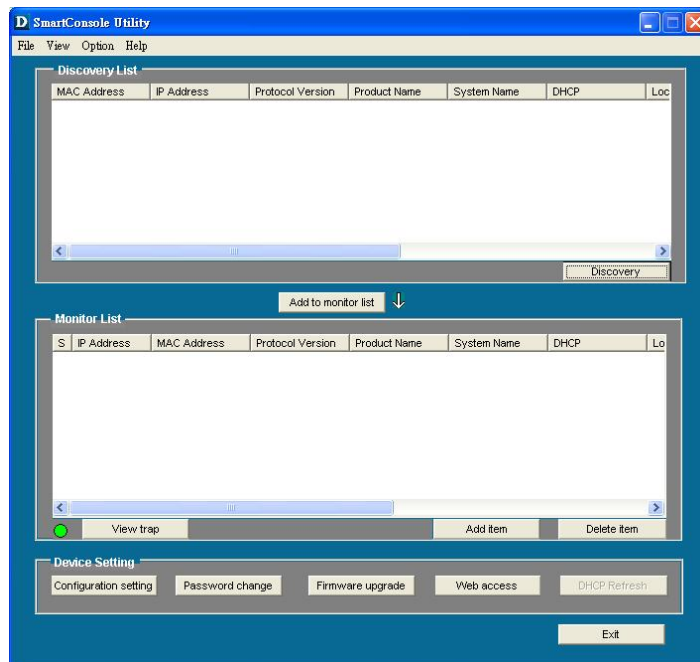 SmartConsole Utility
File View Option Help
Discovery List
MAC Address IP Address Protocol Version Product Name System Name DHCP Loc
Discovery
Add to monitor list
Monitor List
S IP Address MAC Address Protocol Version Product Name System Name DHCP Lo
View trap Add item Delete item
Device Setting
Configuration setting Password change Firmware upgrade Web access DHCP Refresh
Exit